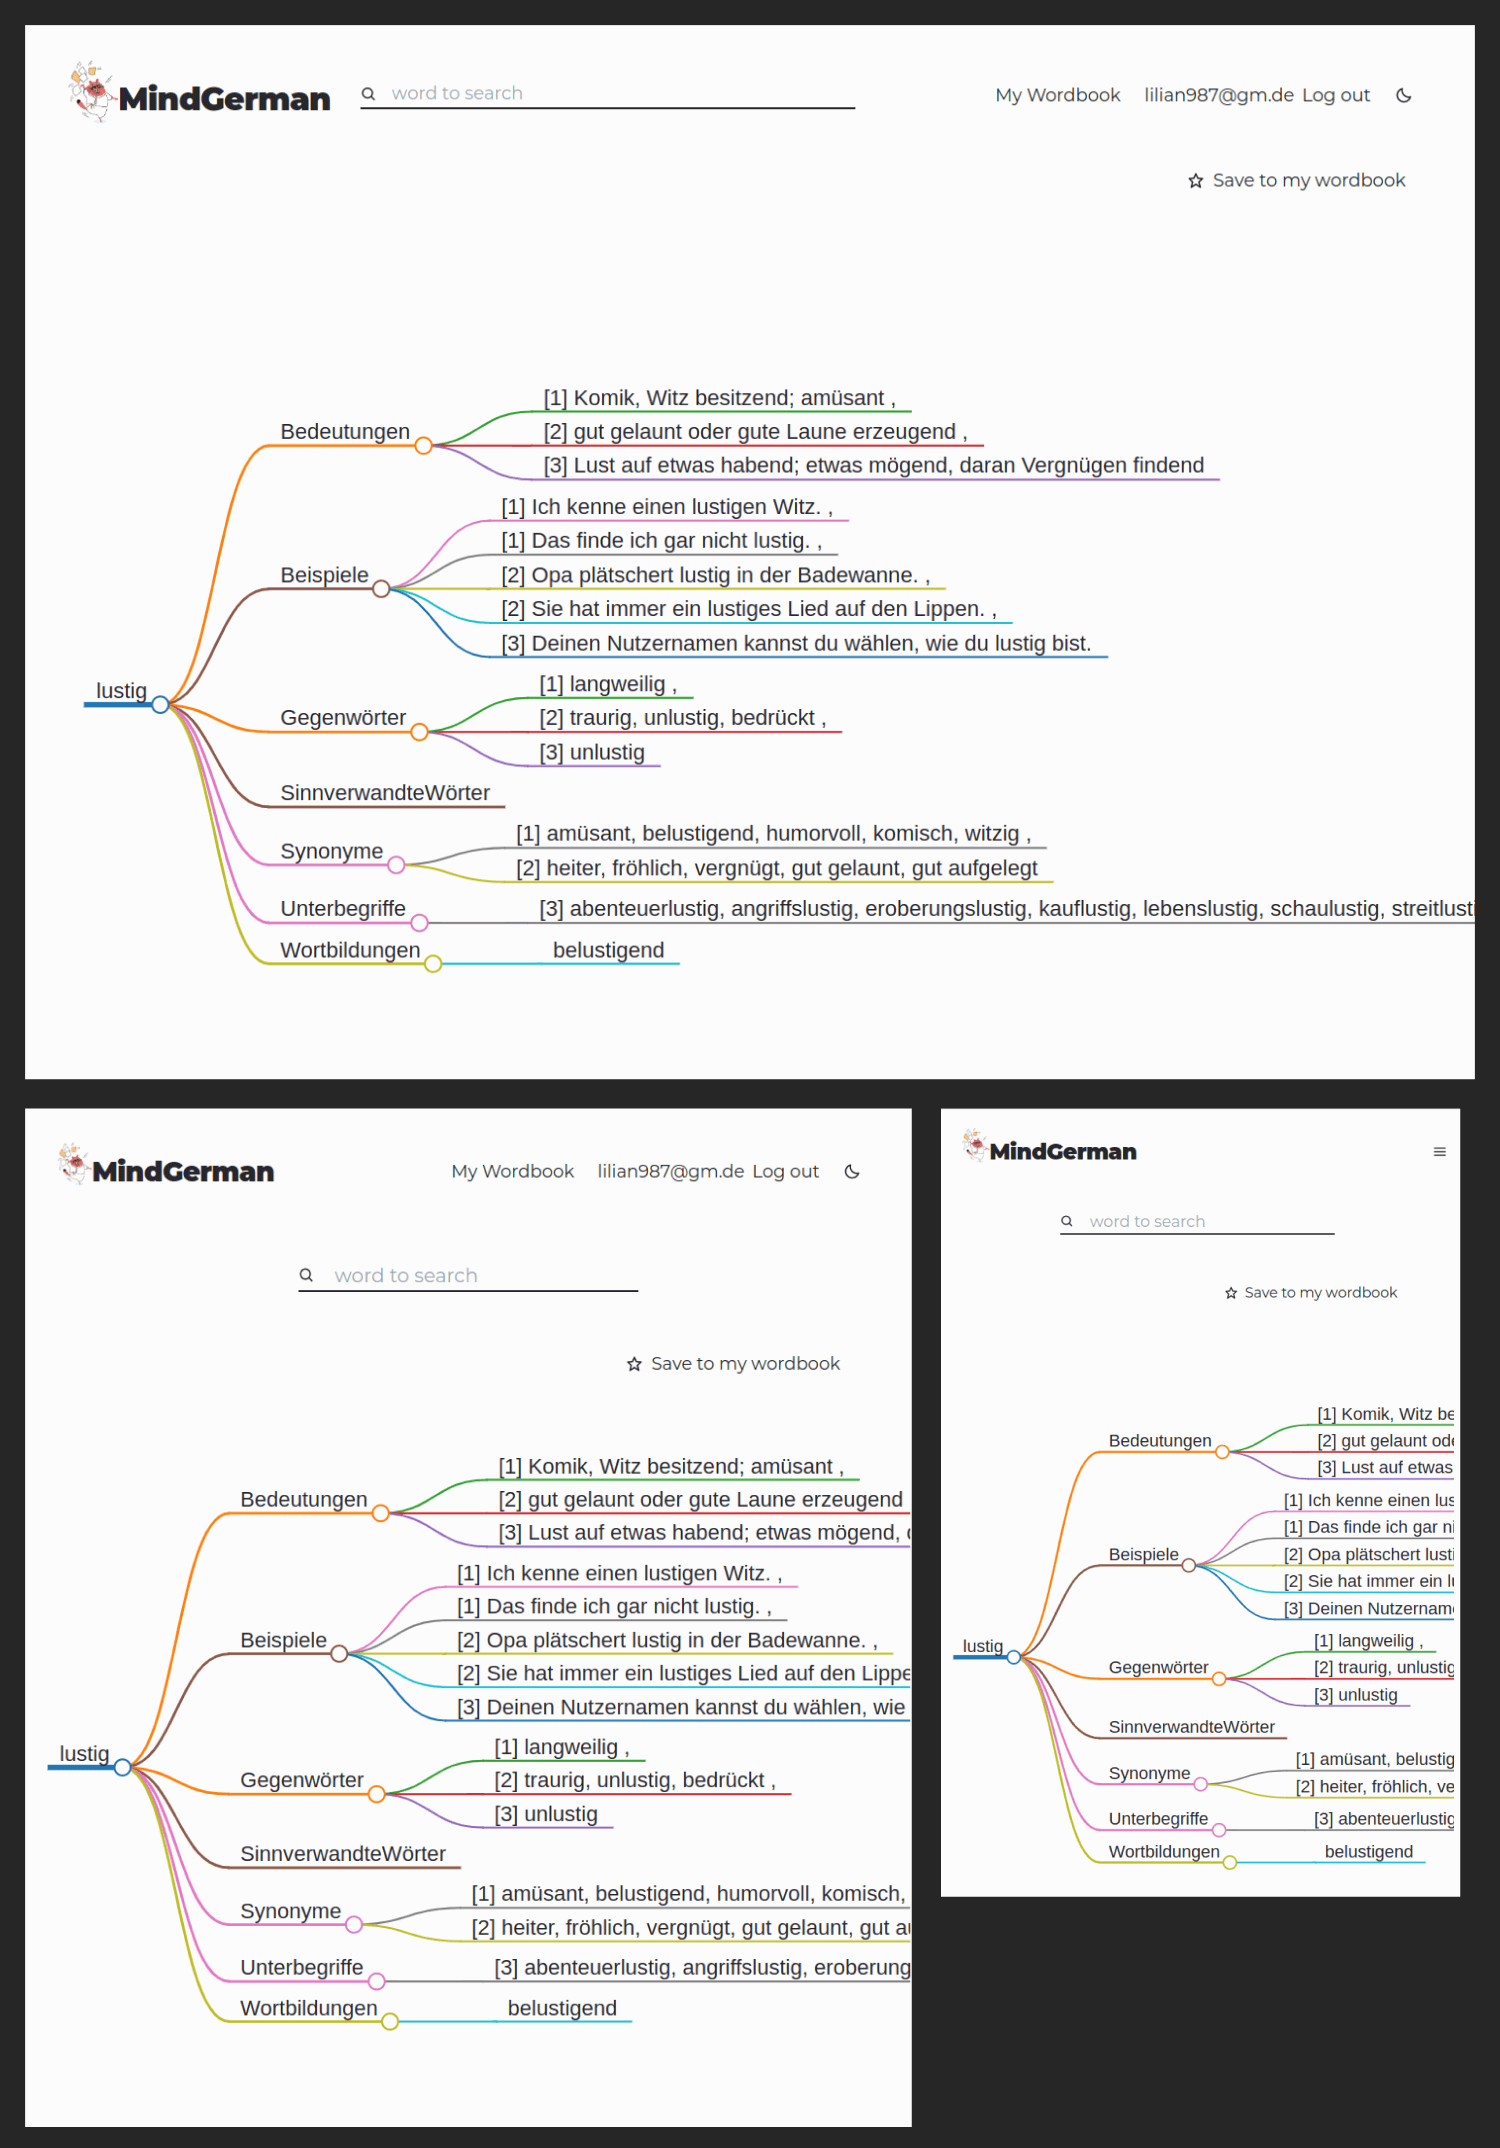 MindGerman
word to search
My Wordbook lilian987@gm.de Log out
Save to my wordbook
lustig
Bedeutungen
[1] Komik, Witz besitzend; amüsant ,
[2] gut gelaunt oder gute Laune erzeugend ,
[3] Lust auf etwas habend; etwas mögend, daran Vergnügen findend
Beispiele
[1] Ich kenne einen lustigen Witz. ,
[1] Das finde ich gar nicht lustig. ,
[2] Opa plätschert lustig in der Badewanne. ,
[2] Sie hat immer ein lustiges Lied auf den Lippen. ,
[3] Deinen Nutzernamen kannst du wählen, wie du lustig bist.
Gegenwörter
[1] langweilig ,
[2] traurig, unlustig, bedrückt ,
[3] unlustig
SinnverwandteWörter
Synonyme
[1] amüsant, belustigend, humorvoll, komisch, witzig ,
[2] heiter, fröhlich, vergnügt, gut gelaunt, gut aufgelegt
Unterbegriffe
[3] abenteuerlustig, angriffslustig, eroberungslustig, kauflustig, lebenslustig, schaulustig, streitlusti
Wortbildungen
belustigend
MindGerman
My Wordbook lilian987@gm.de Log out
word to search
Save to my wordbook
lustig
Bedeutungen
[1] Komik, Witz besitzend; amüsant ,
[2] gut gelaunt oder gute Laune erzeugend
[3] Lust auf etwas habend; etwas mögend,
Beispiele
[1] Ich kenne einen lustigen Witz. ,
[1] Das finde ich gar nicht lustig. ,
[2] Opa plätschert lustig in der Badewanne. ,
[2] Sie hat immer ein lustiges Lied auf den Lippe
[3] Deinen Nutzernamen kannst du wählen, wie
Gegenwörter
[1] langweilig ,
[2] traurig, unlustig, bedrückt ,
[3] unlustig
SinnverwandteWörter
Synonyme
[1] amüsant, belustigend, humorvoll, komisch,
[2] heiter, fröhlich, vergnügt, gut gelaunt, gut a
Unterbegriffe
[3] abenteuerlustig, angriffslustig, eroberung
Wortbildungen
belustigend
MindGerman
word to search
Save to my wordbook
lustig
Bedeutungen
[1] Komik, Witz be
[2] gut gelaunt ode
[3] Lust auf etwas
Beispiele
[1] Ich kenne einen lus
[1] Das finde ich gar ni
[2] Opa plätschert lusti
[2] Sie hat immer ein l
[3] Deinen Nutzername
Gegenwörter
[1] langweilig ,
[2] traurig, unlustig
[3] unlustig
SinnverwandteWörter
Synonyme
[1] amüsant, belustig
[2] heiter, fröhlich, ve
Unterbegriffe
[3] abenteuerlustig
Wortbildungen
belustigend